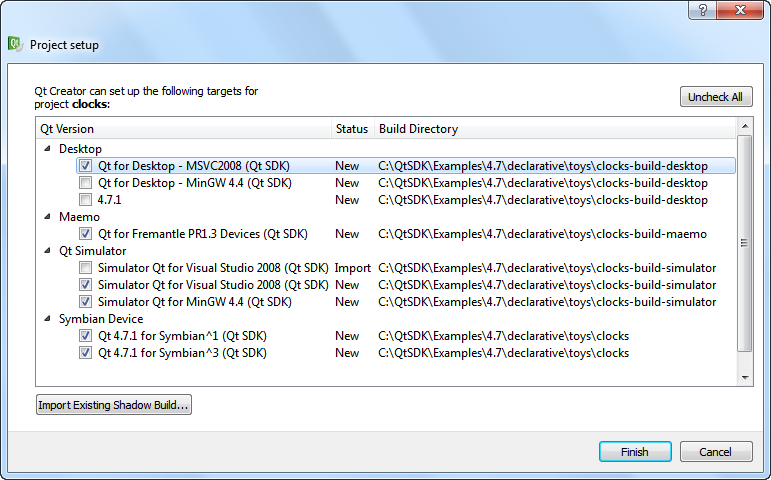 Project setup
Qt Creator can set up the following targets for
project clocks:
Uncheck All
Qt Version Status Build Directory
Desktop
Qt for Desktop - MSVC2008 (Qt SDK) New C:\QtSDK\Examples\4.7\declarative\toys\clocks-build-desktop
Qt for Desktop - MinGW 4.4 (Qt SDK) New C:\QtSDK\Examples\4.7\declarative\toys\clocks-build-desktop
4.7.1 New C:\QtSDK\Examples\4.7\declarative\toys\clocks-build-desktop
Maemo
Qt for Fremantle PR1.3 Devices (Qt SDK) New C:\QtSDK\Examples\4.7\declarative\toys\clocks-build-maemo
Qt Simulator
Simulator Qt for Visual Studio 2008 (Qt SDK) Import C:\QtSDK\Examples\4.7\declarative\toys\clocks-build-simulator
Simulator Qt for Visual Studio 2008 (Qt SDK) New C:\QtSDK\Examples\4.7\declarative\toys\clocks-build-simulator
Simulator Qt for MinGW 4.4 (Qt SDK) New C:\QtSDK\Examples\4.7\declarative\toys\clocks-build-simulator
Symbian Device
Qt 4.7.1 for Symbian^1 (Qt SDK) New C:\QtSDK\Examples\4.7\declarative\toys\clocks
Qt 4.7.1 for Symbian^3 (Qt SDK) New C:\QtSDK\Examples\4.7\declarative\toys\clocks
Import Existing Shadow Build...
Finish Cancel